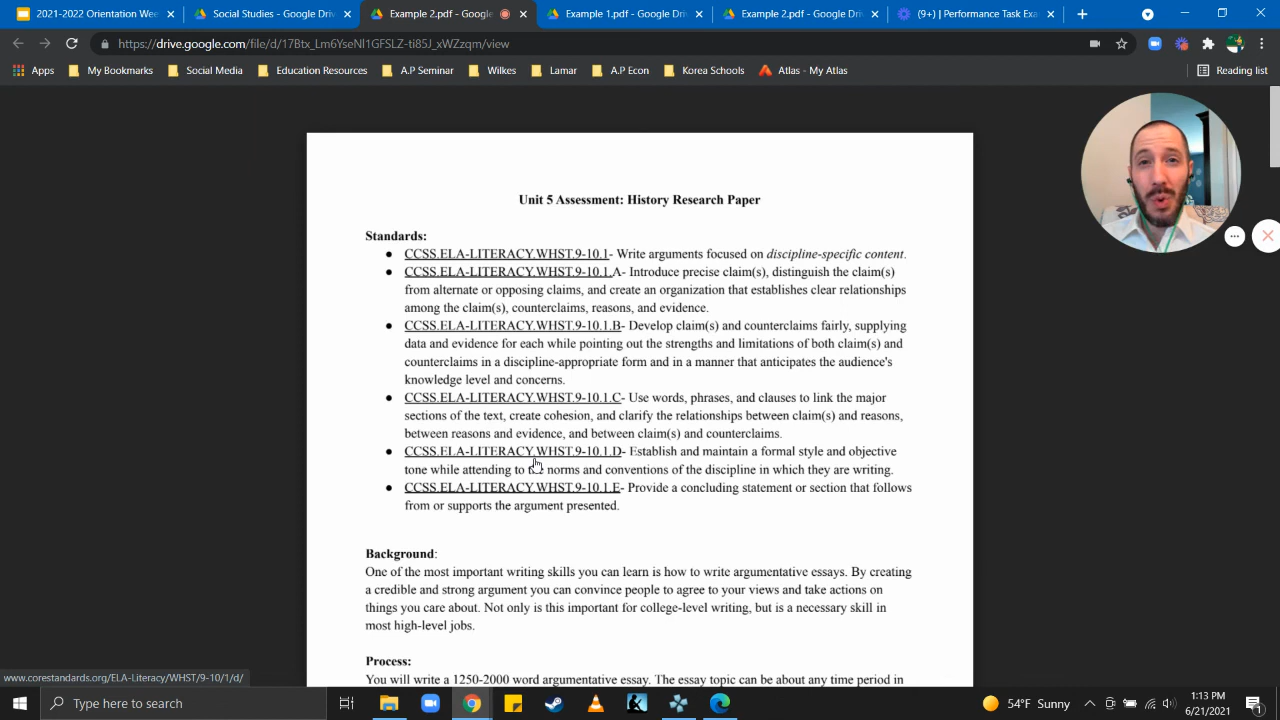 2021-2022 Orientation Wee
Social Studies - Google Drive
Example 2.pdf - Google
Example 1.pdf - Google Driv
Example 2.pdf - Google Driv
(9+) | Performance Task Exa
https://drive.google.com/file/d/17Btx_Lm6YseNl1GFSLZ-ti85J_xWZzqm/view
Apps
My Bookmarks
Social Media
Education Resources
A.P Seminar
Wilkes
Lamar
A.P Econ
Korea Schools
Atlas - My Atlas
Reading list
Unit 5 Assessment: History Research Paper
Standards:
● CCSS.ELA-LITERACY.WHST.9-10.1- Write arguments focused on discipline-specific content.
● CCSS.ELA-LITERACY.WHST.9-10.1.A- Introduce precise claim(s), distinguish the claim(s)
from alternate or opposing claims, and create an organization that establishes clear relationships
among the claim(s), counterclaims, reasons, and evidence.
● CCSS.ELA-LITERACY.WHST.9-10.1.B- Develop claim(s) and counterclaims fairly, supplying
data and evidence for each while pointing out the strengths and limitations of both claim(s) and
counterclaims in a discipline-appropriate form and in a manner that anticipates the audience's
knowledge level and concerns.
● CCSS.ELA-LITERACY.WHST.9-10.1.C- Use words, phrases, and clauses to link the major
sections of the text, create cohesion, and clarify the relationships between claim(s) and reasons,
between reasons and evidence, and between claim(s) and counterclaims.
● CCSS.ELA-LITERACY.WHST.9-10.1.D- Establish and maintain a formal style and objective
tone while attending to the norms and conventions of the discipline in which they are writing.
● CCSS.ELA-LITERACY.WHST.9-10.1.E- Provide a concluding statement or section that follows
from or supports the argument presented.
Background:
One of the most important writing skills you can learn is how to write argumentative essays. By creating
a credible and strong argument you can convince people to agree to your views and take actions on
things you care about. Not only is this important for college-level writing, but is a necessary skill in
most high-level jobs.
Process:
You will write a 1250-2000 word argumentative essay. The essay topic can be about any time period in
www.corestandards.org/ELA-Literacy/WHST/9-10/1/d/
Type here to search
54°F Sunny
1:13 PM
6/21/2021